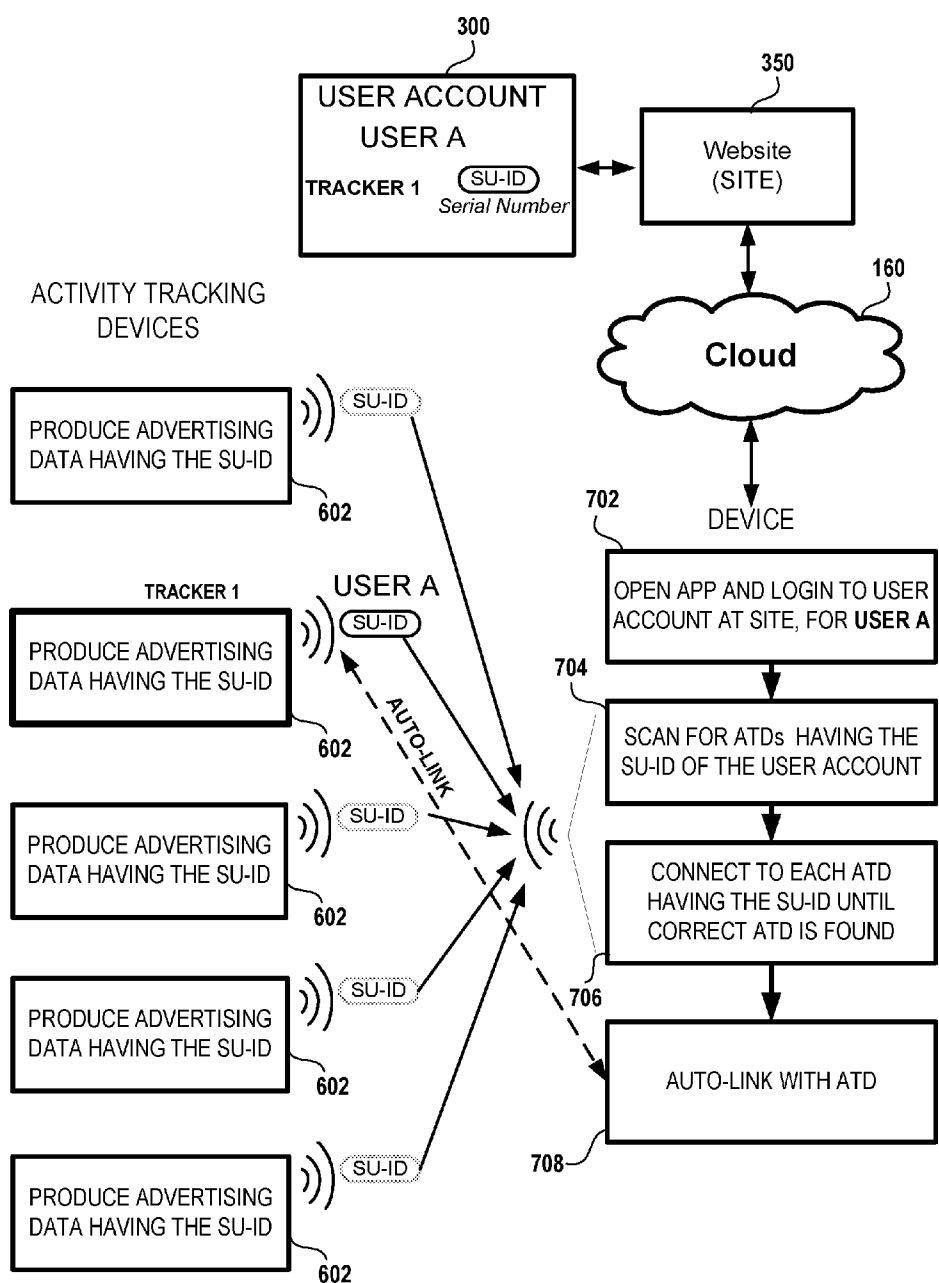 300
USER ACCOUNT
USER A
TRACKER 1
SU-ID
Serial Number
350
Website
(SITE)
160
Cloud
ACTIVITY TRACKING
DEVICES
PRODUCE ADVERTISING
DATA HAVING THE SU-ID
602
SU-ID
TRACKER 1
PRODUCE ADVERTISING
DATA HAVING THE SU-ID
602
USER A
SU-ID
AUTO-LINK
PRODUCE ADVERTISING
DATA HAVING THE SU-ID
602
SU-ID
PRODUCE ADVERTISING
DATA HAVING THE SU-ID
602
SU-ID
PRODUCE ADVERTISING
DATA HAVING THE SU-ID
602
SU-ID
DEVICE
702
OPEN APP AND LOGIN TO USER
ACCOUNT AT SITE, FOR USER A
704
SCAN FOR ATDs HAVING THE
SU-ID OF THE USER ACCOUNT
CONNECT TO EACH ATD
HAVING THE SU-ID UNTIL
CORRECT ATD IS FOUND
706
AUTO-LINK WITH ATD
708